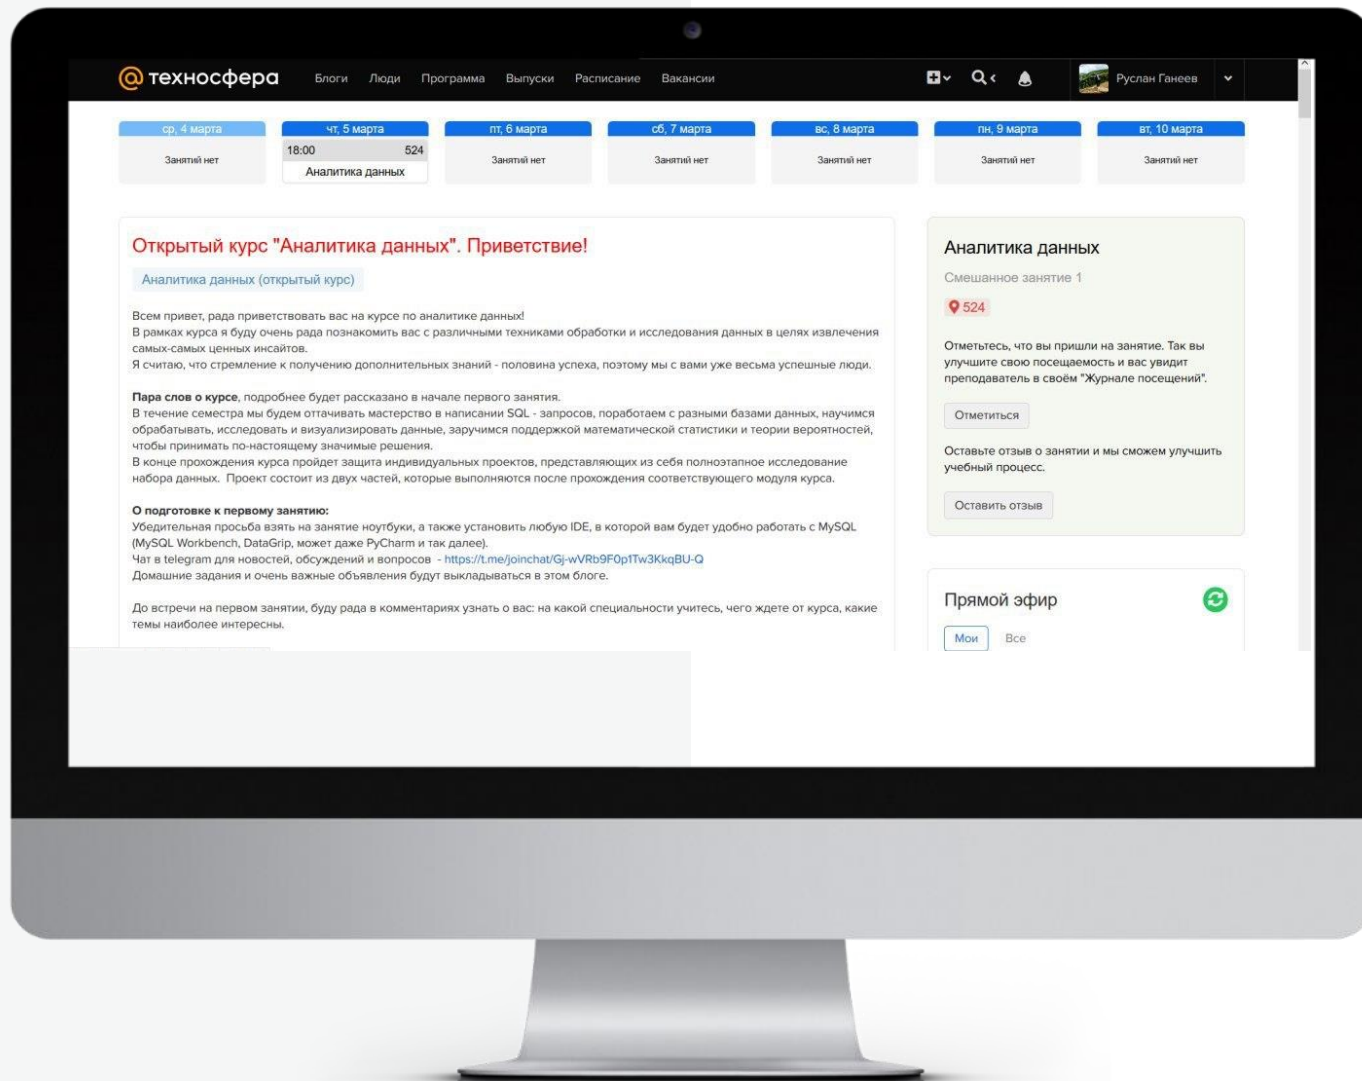 техносфера Блоги Люди Программа Выпуски Расписание Вакансии Руслан Ганеев
ср, 4 марта чт, 5 марта пт, 6 марта сб, 7 марта вс, 8 марта пн, 9 марта вт, 10 марта
18:00 524
Занятий нет Аналитика данных Занятий нет Занятий нет Занятий нет Занятий нет Занятий нет
Открытый курс "Аналитика данных". Приветствие!
Аналитика данных (открытый курс)
Всем привет, рада приветствовать вас на курсе по аналитике данных!
В рамках курса я буду очень рада познакомить вас с различными техниками обработки и исследования данных в целях извлечения
самых-самых ценных инсайтов.
Я считаю, что стремление к получению дополнительных знаний - половина успеха, поэтому мы с вами уже весьма успешные люди.
Пара слов о курсе, подробнее будет рассказано в начале первого занятия.
В течение семестра мы будем оттачивать мастерство в написании SQL - запросов, поработаем с разными базами данных, научимся
обрабатывать, исследовать и визуализировать данные, заручимся поддержкой математической статистики и теории вероятностей,
чтобы принимать по-настоящему значимые решения.
В конце прохождения курса пройдет защита индивидуальных проектов, представляющих из себя полноэтапное исследование
набора данных. Проект состоит из двух частей, которые выполняются после прохождения соответствующего модуля курса.
О подготовке к первому занятию:
Убедительная просьба взять на занятие ноутбуки, а также установить любую IDE, в которой вам будет удобно работать с MySQL
(MySQL Workbench, DataGrip, может даже PyCharm и так далее).
Чат в telegram для новостей, обсуждений и вопросов - https://t.me/joinchat/Gj-wVRb9F0p1Tw3KkqBU-Q
Домашние задания и очень важные объявления будут выкладываться в этом блоге.
До встречи на первом занятии, буду рада в комментариях узнать о вас: на какой специальности учитесь, чего ждете от курса, какие
темы наиболее интересны.
Аналитика данных
Смешанное занятие 1
524
Отметьтесь, что вы пришли на занятие. Так вы
улучшите свою посещаемость и вас увидит
преподаватель в своём "Журнале посещений".
Отметиться
Оставьте отзыв о занятии и мы сможем улучшить
учебный процесс.
Оставить отзыв
Прямой эфир
Мои Все